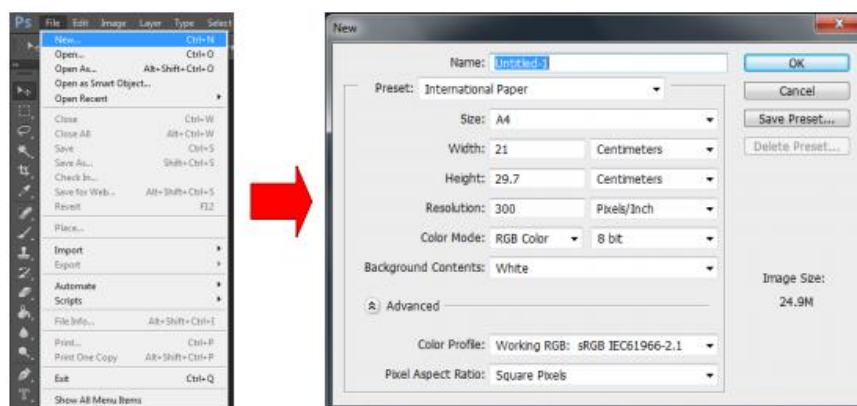 Ps File Edit Image Layer Type Select
New... Ctrl+N
Open... Ctrl+O
Open As... Alt+Shift+Ctrl+O
Open as Smart Object...
Open Recent
Close Ctrl+W
Close All Alt+Ctrl+W
Save Ctrl+S
Save As... Shift+Ctrl+S
Check In...
Save for Web... Alt+Shift+Ctrl+S
Revert F12
Place...
Import
Export
Automate
Scripts
File Info... Alt+Shift+Ctrl+I
Print... Ctrl+P
Print One Copy Alt+Shift+Ctrl+P
Exit Ctrl+Q
Show All Menu Items
T
New
Name: Untitled-1
OK
Preset: International Paper
Cancel
Size: A4
Save Preset...
Width: 21 Centimeters
Delete Preset...
Height: 29.7 Centimeters
Resolution: 300 Pixels/Inch
Color Mode: RGB Color 8 bit
Background Contents: White
Image Size:
24.9M
Advanced
Color Profile: Working RGB: sRGB IEC61966-2.1
Pixel Aspect Ratio: Square Pixels